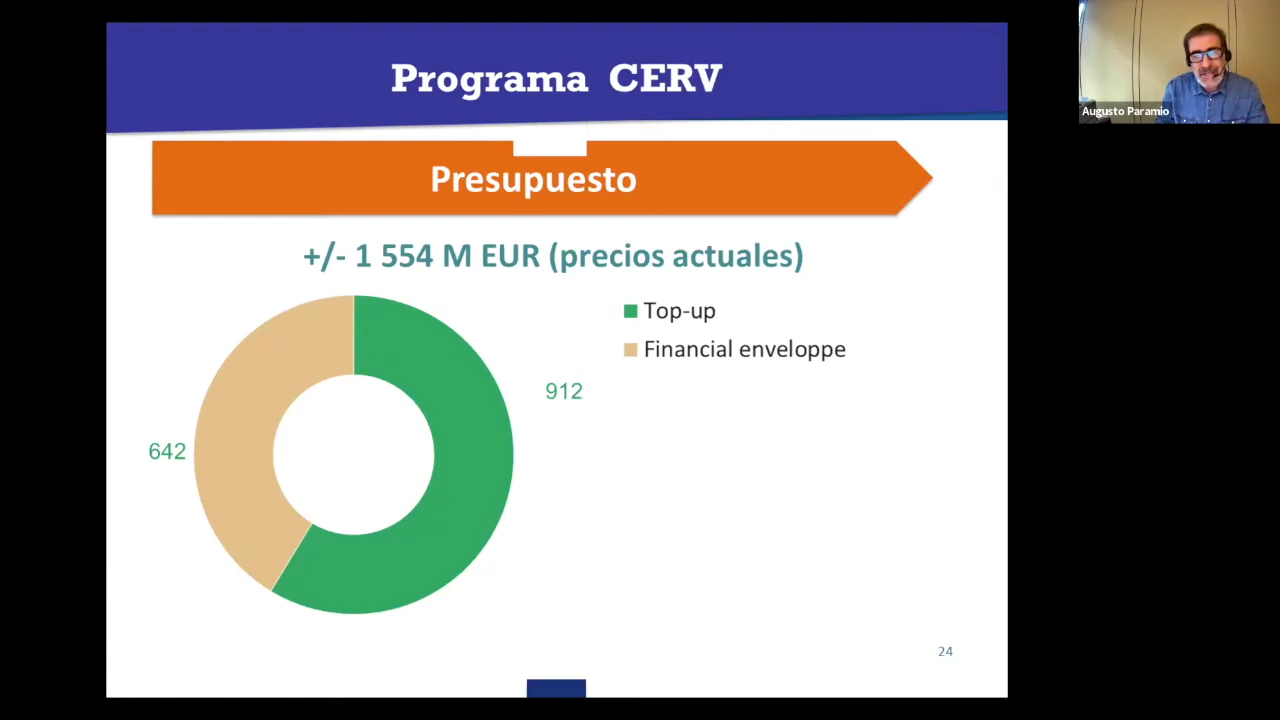 Programa CERV
Presupuesto
+/- 1 554 M EUR (precios actuales)
Top-up
Financial enveloppe
912
642
24
Augusto Paramio